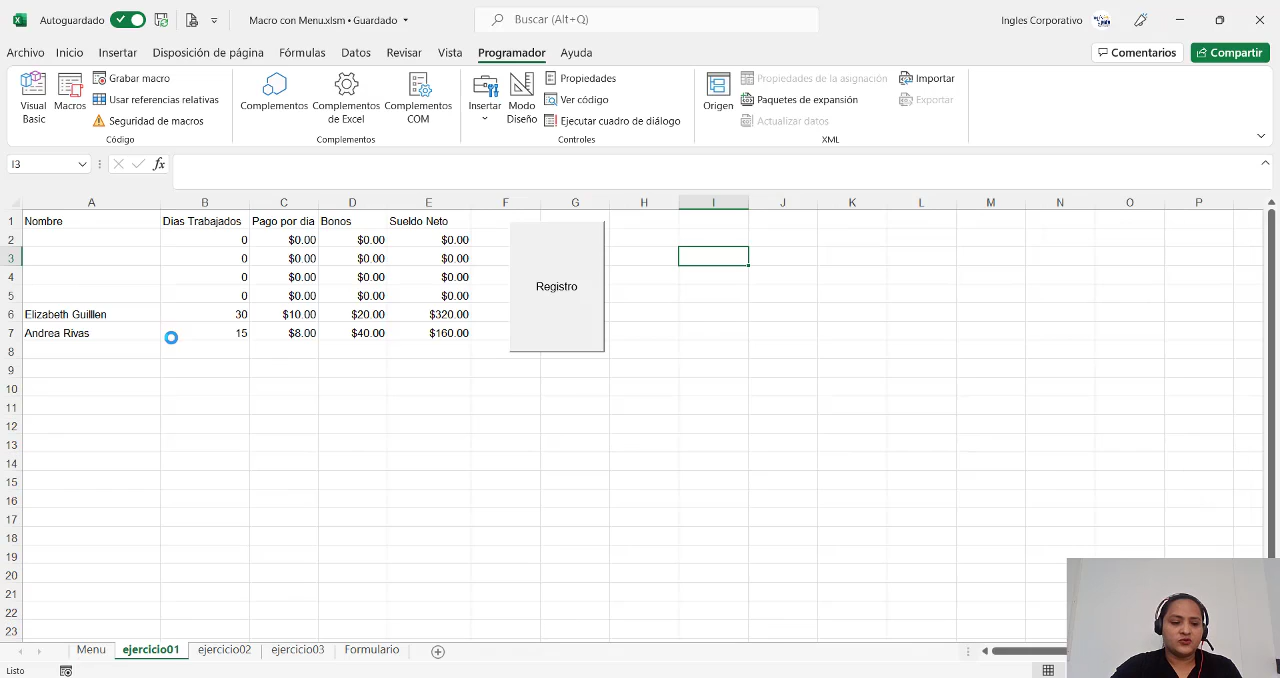 Autoguardado
Macro con Menu.xlsm • Guardado
Buscar (Alt+Q)
Ingles Corporativo
Archivo Inicio Insertar Disposición de página Fórmulas Datos Revisar Vista Programador Ayuda
Comentarios Compartir
Visual Basic
Macros
Grabar macro
Usar referencias relativas
Seguridad de macros
Código
Complementos
Complementos de Excel
Complementos COM
Complementos
Insertar
Modo Diseño
Propiedades
Ver código
Ejecutar cuadro de diálogo
Controles
Origen
Propiedades de la asignación
Paquetes de expansión
Actualizar datos
Importar
Exportar
XML
I3 fx
A B C D E F G H I J K L M N O P
1 Nombre Dias Trabajados Pago por dia Bonos Sueldo Neto
2 0 $0.00 $0.00 $0.00
3 0 $0.00 $0.00 $0.00
4 0 $0.00 $0.00 $0.00
5 0 $0.00 $0.00 $0.00
6 Elizabeth Guilllen 30 $10.00 $20.00 $320.00
7 Andrea Rivas 15 $8.00 $40.00 $160.00
Registro
8
9
10
11
12
13
14
15
16
17
18
19
20
21
22
23
Menu ejercicio01 ejercicio02 ejercicio03 Formulario
Listo